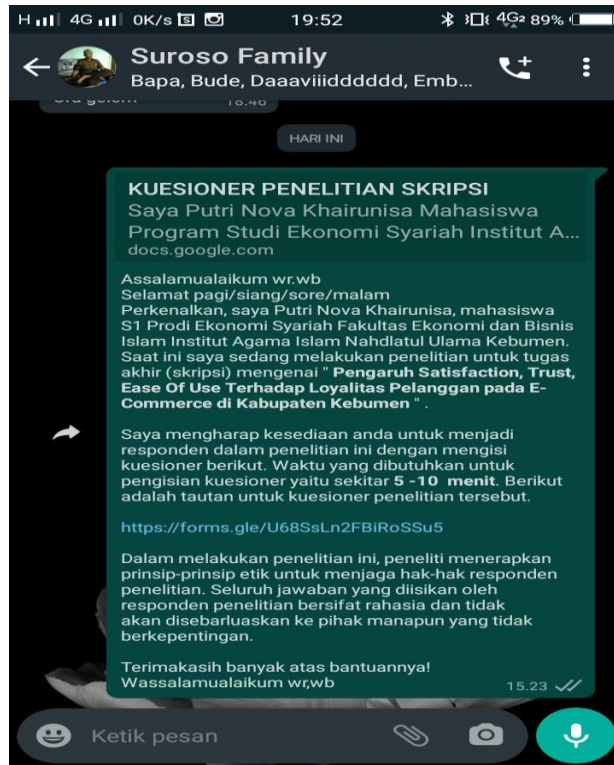 H 4G 0K/s 19:52 4G2 89%
Suroso Family
Bapa, Bude, Daaaviiidddddd, Emb...
18.46
HARI INI
KUESIONER PENELITIAN SKRIPSI
Saya Putri Nova Khairunisa Mahasiswa
Program Studi Ekonomi Syariah Institut A...
docs.google.com
Assalamualaikum wr.wb
Selamat pagi/siang/sore/malam
Perkenalkan, saya Putri Nova Khairunisa, mahasiswa
S1 Prodi Ekonomi Syariah Fakultas Ekonomi dan Bisnis
Islam Institut Agama Islam Nahdlatul Ulama Kebumen.
Saat ini saya sedang melakukan penelitian untuk tugas
akhir (skripsi) mengenai " Pengaruh Satisfaction, Trust,
Ease Of Use Terhadap Loyalitas Pelanggan pada E-
Commerce di Kabupaten Kebumen " .
Saya mengharap kesediaan anda untuk menjadi
responden dalam penelitian ini dengan mengisi
kuesioner berikut. Waktu yang dibutuhkan untuk
pengisian kuesioner yaitu sekitar 5 -10 menit. Berikut
adalah tautan untuk kuesioner penelitian tersebut.
https://forms.gle/U68SsLn2FBiRoSSu5
Dalam melakukan penelitian ini, peneliti menerapkan
prinsip-prinsip etik untuk menjaga hak-hak responden
penelitian. Seluruh jawaban yang diisikan oleh
responden penelitian bersifat rahasia dan tidak
akan disebarluaskan ke pihak manapun yang tidak
berkepentingan.
Terimakasih banyak atas bantuannya!
Wassalamualaikum wr,wb
15.23
Ketik pesan